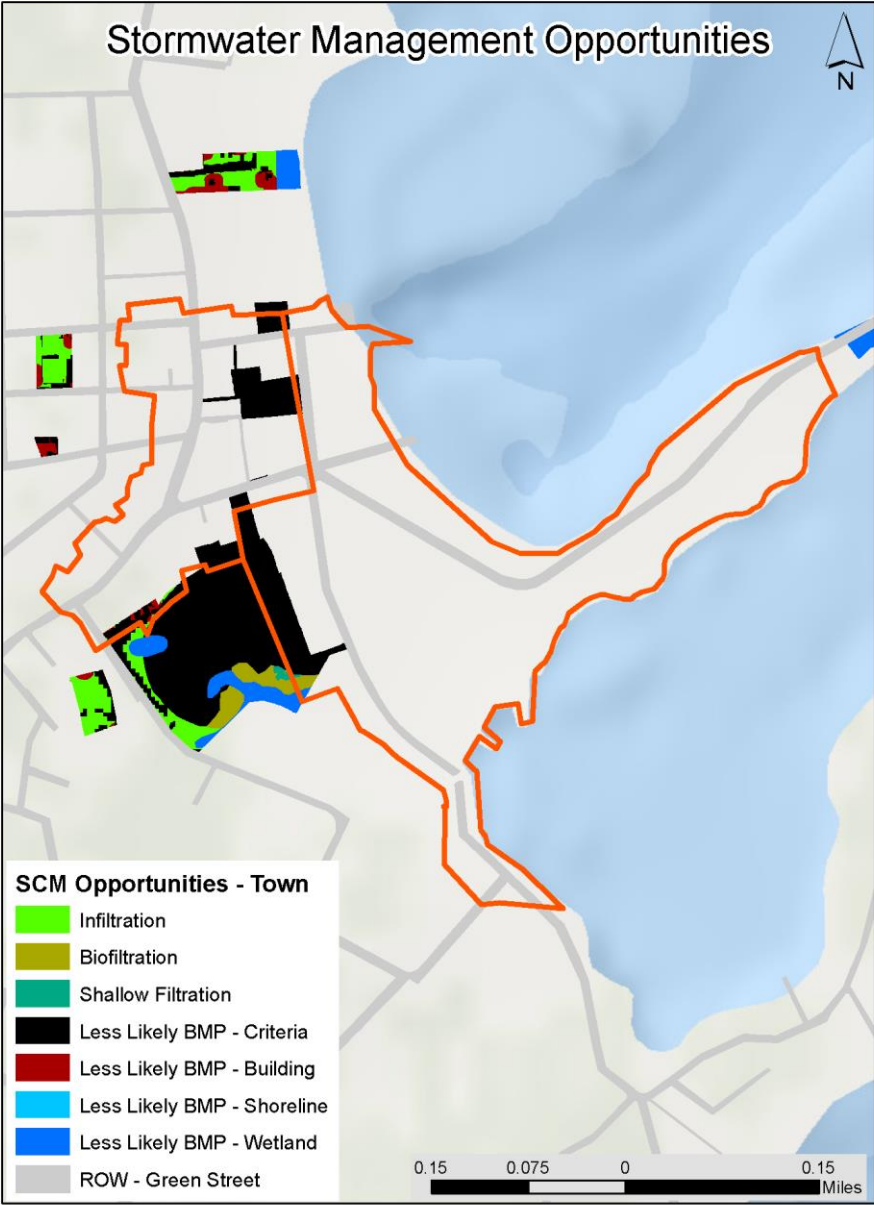 Stormwater Management Opportunities
N
SCM Opportunities - Town
Infiltration
Biofiltration
Shallow Filtration
Less Likely BMP - Criteria
Less Likely BMP - Building
Less Likely BMP - Shoreline
Less Likely BMP - Wetland
ROW - Green Street
0.15 0.075 0 0.15
Miles